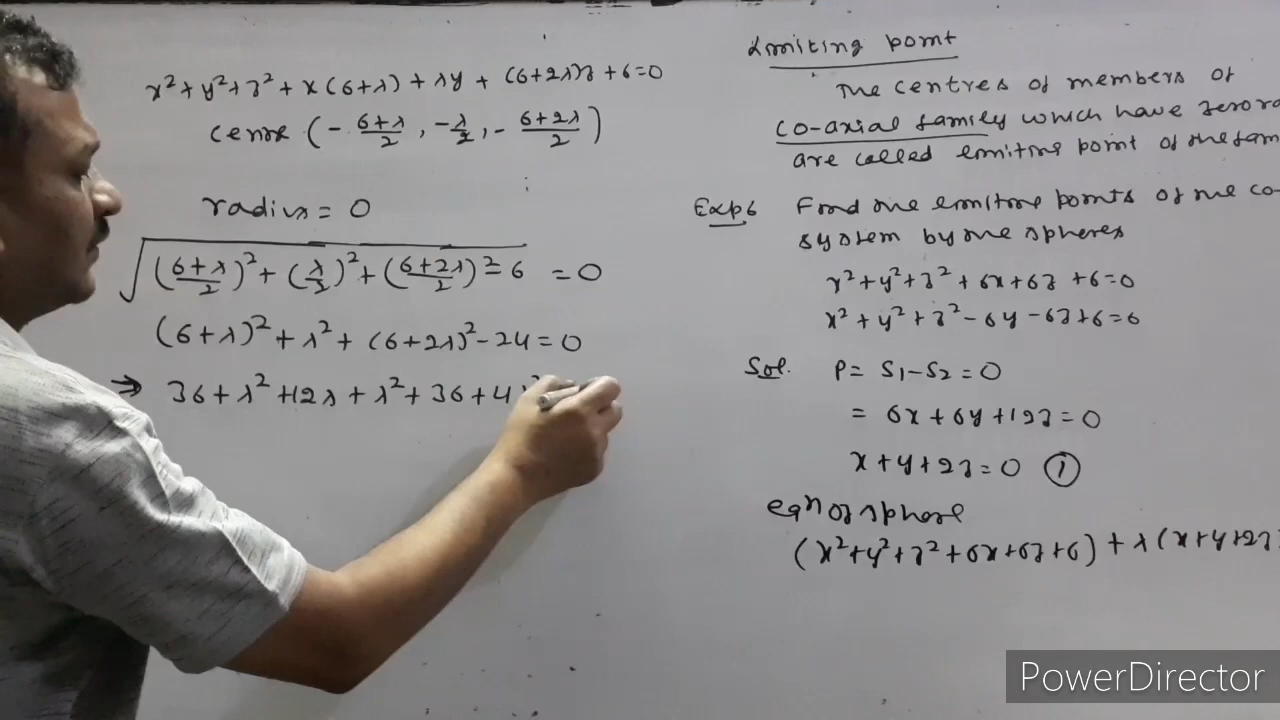 x²+y²+z²+x(6+λ)+λy+(6+2λ)z+6=0
centre (-(6+λ)/2, -λ/2, -(6+2λ)/2)
radius = 0
√(((6+λ)/2)²+(λ/2)²+((6+2λ)/2)²-6) = 0
(6+λ)²+λ²+(6+2λ)²-24=0
⇒ 36+λ²+12λ+λ²+36+4λ²
Limiting point
The centres of members of
co-axial family which have zero ra
are called limiting point of the fam
Exp6 Find the limiting points of the co-
system by the spheres
x²+y²+z²+6x+6z+6=0
x²+y²+z²-6y-6z+6=0
Sol. P= S₁-S₂=0
= 6x+6y+12z=0
x+y+2z=0 ①
eqn of sphere
(x²+y²+z²+6x+6z+6)+λ(x+y+2z
PowerDirector